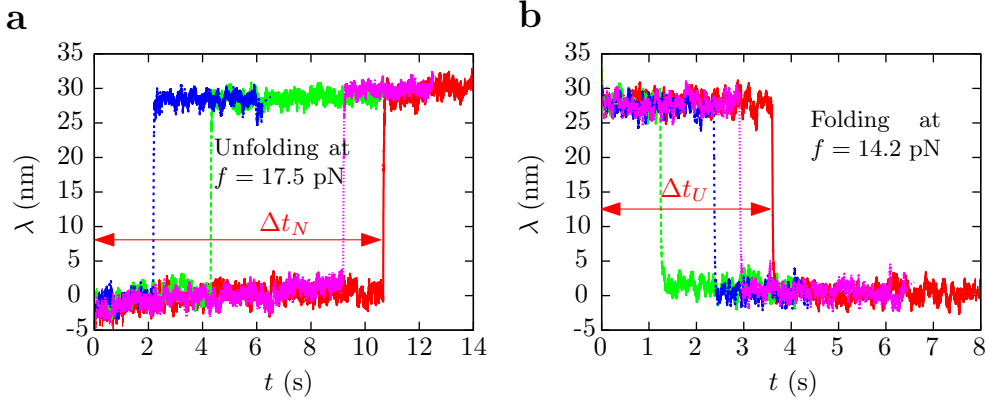 a
35
30
25
20
15
10
5
0
-5
λ (nm)
Unfolding at
f = 17.5 pN
Δt_N
0 2 4 6 8 10 12 14
t (s)
b
35
30
25
20
15
10
5
0
-5
λ (nm)
Folding at
f = 14.2 pN
Δt_U
0 1 2 3 4 5 6 7 8
t (s)